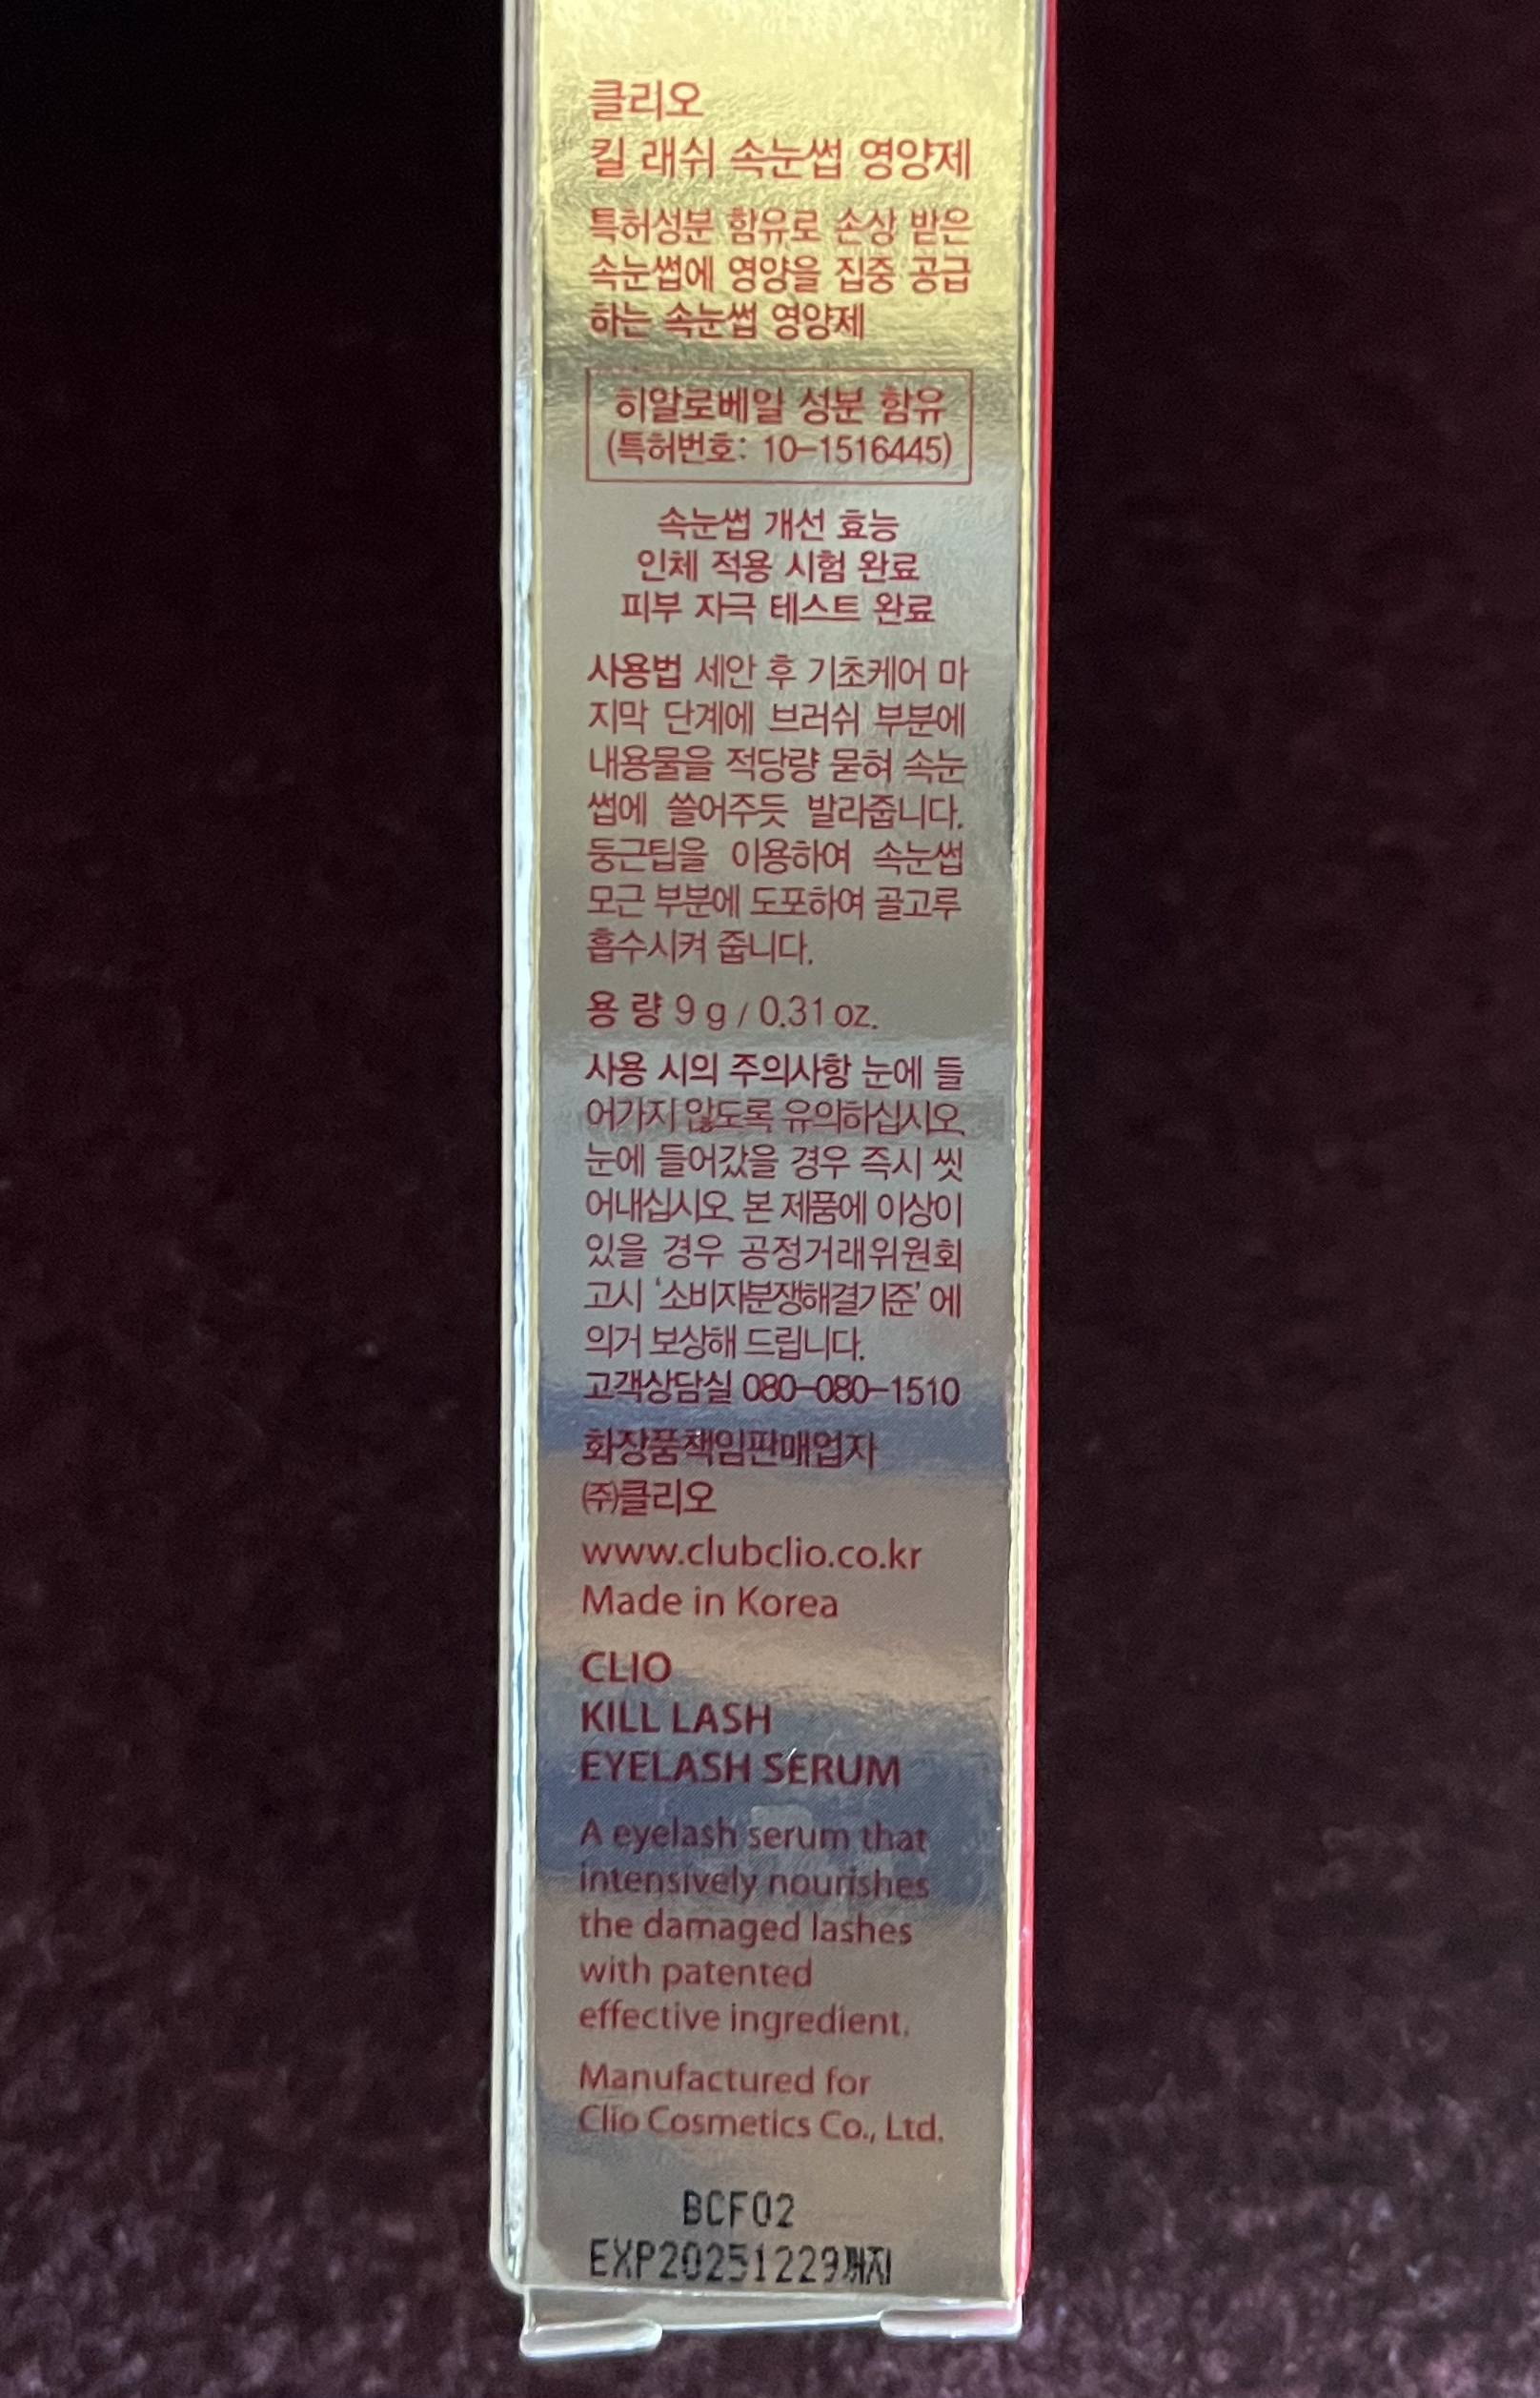 클리오
킬 래쉬 속눈썹 영양제
특허성분 함유로 손상 받은
속눈썹에 영양을 집중 공급
하는 속눈썹 영양제
히알로베일 성분 함유
(특허번호: 10-1516445)
속눈썹 개선 효능
인체 적용 시험 완료
피부 자극 테스트 완료
사용법 세안 후 기초케어 마
지막 단계에 브러쉬 부분에
내용물을 적당량 묻혀 속눈
썹에 쓸어주듯 발라줍니다.
둥근팁을 이용하여 속눈썹
모근 부분에 도포하여 골고루
흡수시켜 줍니다.
용 량 9 g / 0.31 oz.
사용 시의 주의사항 눈에 들
어가지 않도록 유의하십시오.
눈에 들어갔을 경우 즉시 씻
어내십시오. 본 제품에 이상이
있을 경우 공정거래위원회
고시 ‘소비자분쟁해결기준’ 에
의거 보상해 드립니다.
고객상담실 080-080-1510
화장품책임판매업자
㈜클리오
www.clubclio.co.kr
Made in Korea
CLIO
KILL LASH
EYELASH SERUM
A eyelash serum that
intensively nourishes
the damaged lashes
with patented
effective ingredient.
Manufactured for
Clio Cosmetics Co., Ltd.
BCF02
EXP20251229까지